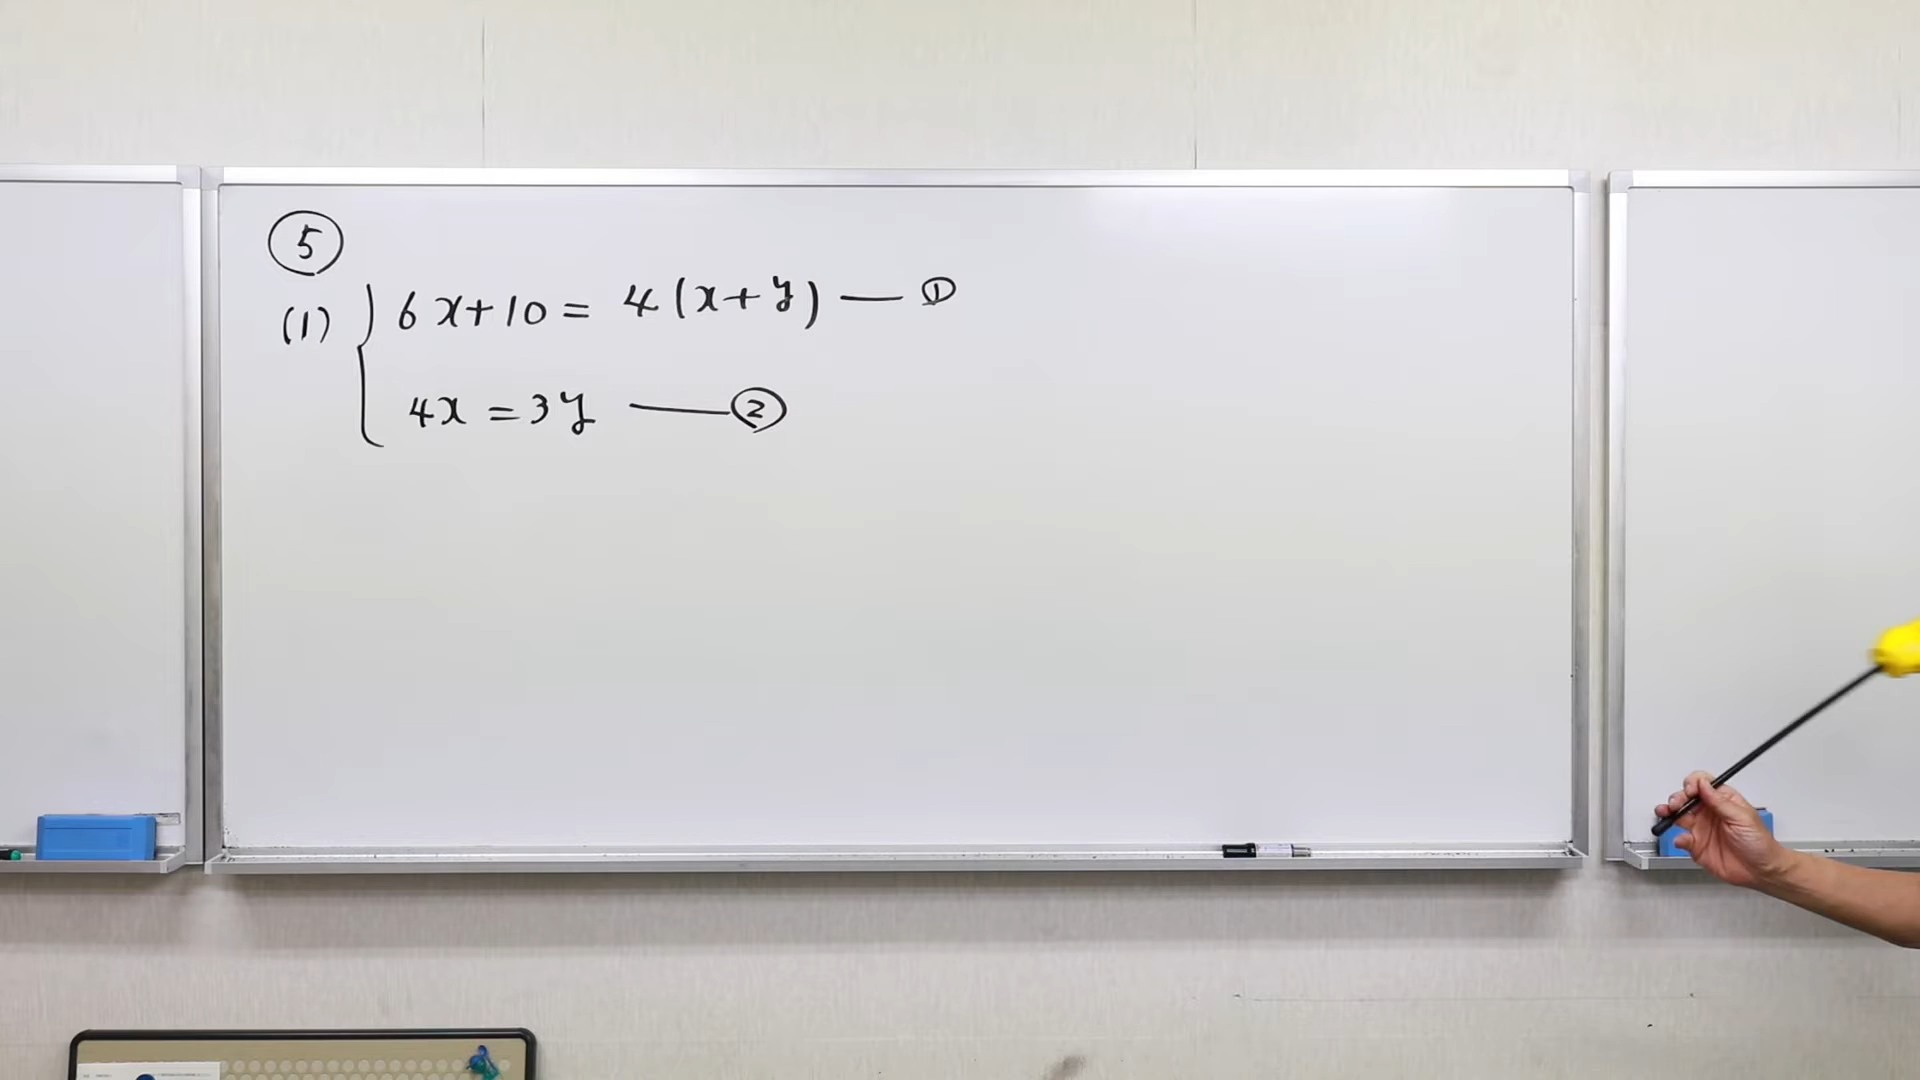 ⑤
(1) { 6x+10 = 4(x+y) — ①
4x = 3y — ②